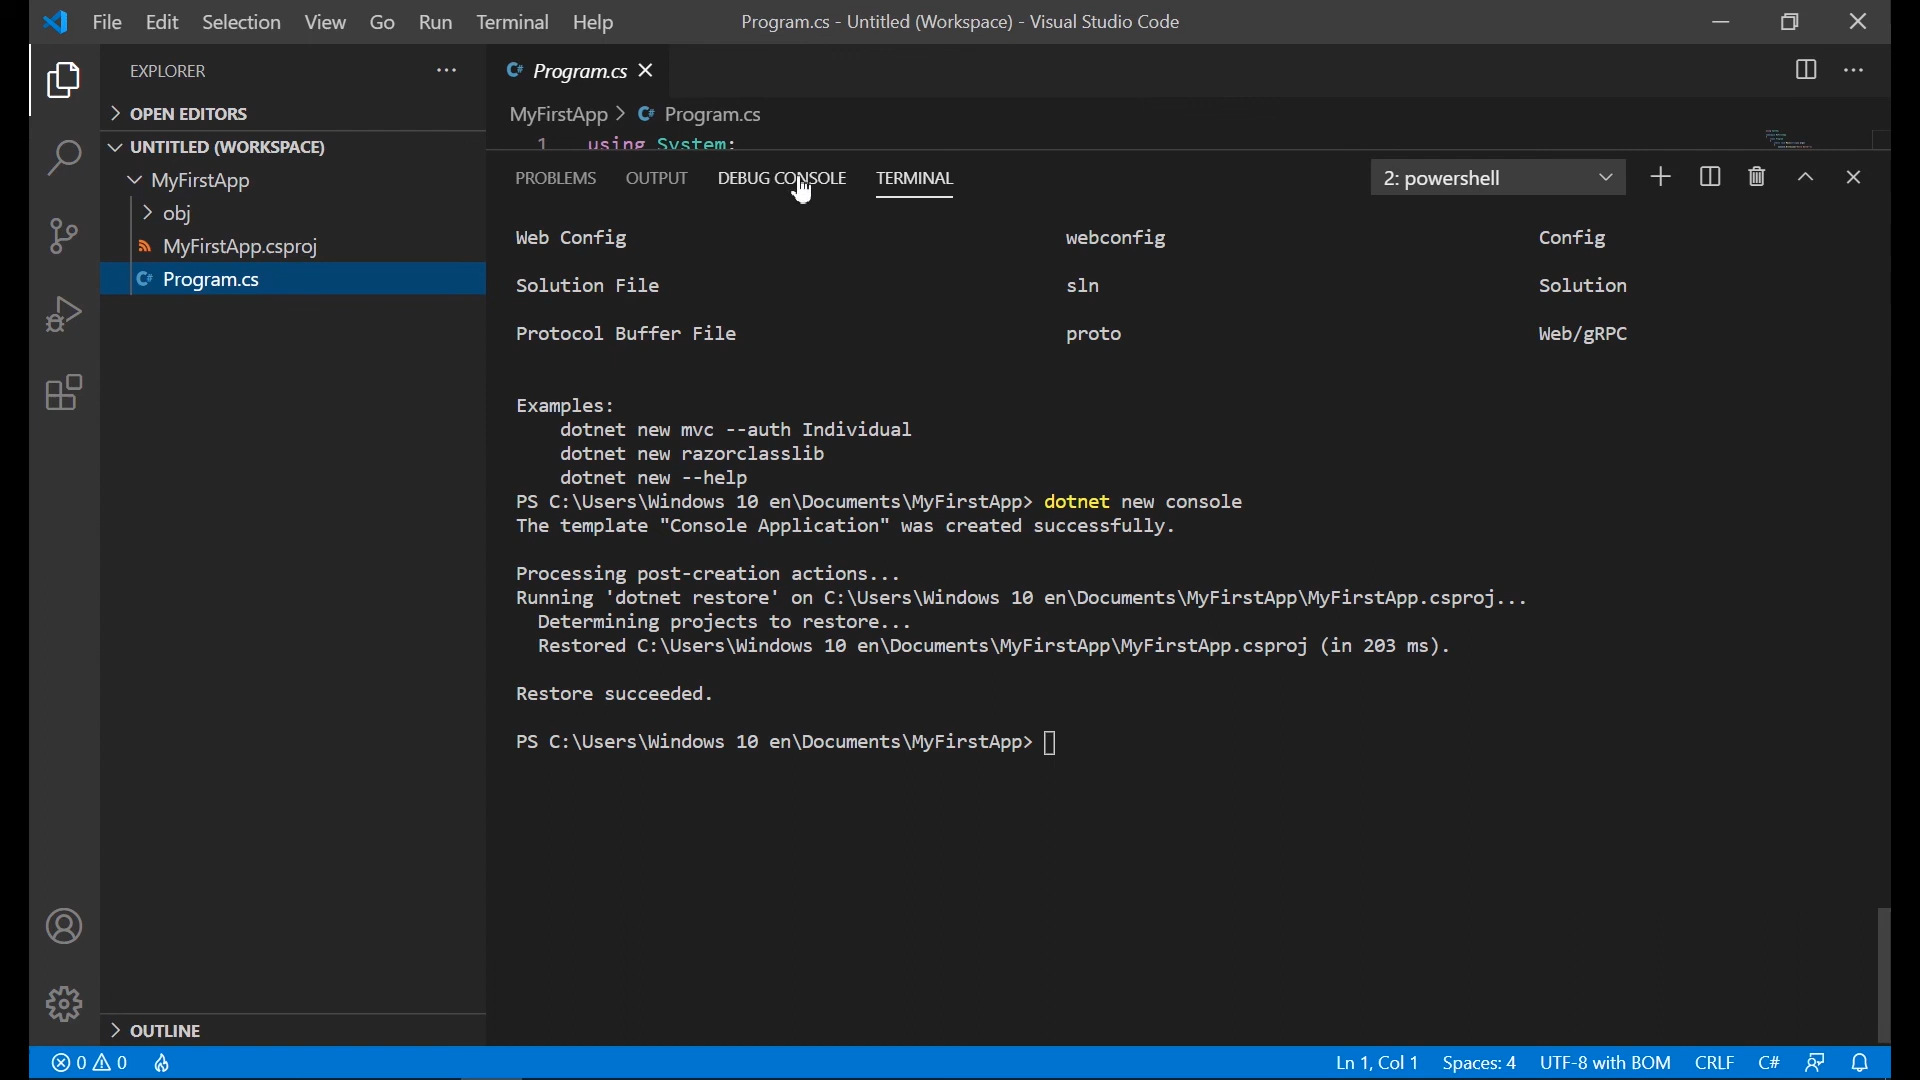 File Edit Selection View Go Run Terminal Help Program.cs - Untitled (Workspace) - Visual Studio Code
EXPLORER
OPEN EDITORS
UNTITLED (WORKSPACE)
MyFirstApp
obj
MyFirstApp.csproj
C# Program.cs
OUTLINE
C# Program.cs
MyFirstApp > C# Program.cs
1 using System;
PROBLEMS OUTPUT DEBUG CONSOLE TERMINAL 2: powershell
Web Config webconfig Config
Solution File sln Solution
Protocol Buffer File proto Web/gRPC
Examples:
dotnet new mvc --auth Individual
dotnet new razorclasslib
dotnet new --help
PS C:\Users\Windows 10 en\Documents\MyFirstApp> dotnet new console
The template "Console Application" was created successfully.
Processing post-creation actions...
Running 'dotnet restore' on C:\Users\Windows 10 en\Documents\MyFirstApp\MyFirstApp.csproj...
Determining projects to restore...
Restored C:\Users\Windows 10 en\Documents\MyFirstApp\MyFirstApp.csproj (in 203 ms).
Restore succeeded.
PS C:\Users\Windows 10 en\Documents\MyFirstApp>
0 0 Ln 1, Col 1 Spaces: 4 UTF-8 with BOM CRLF C#